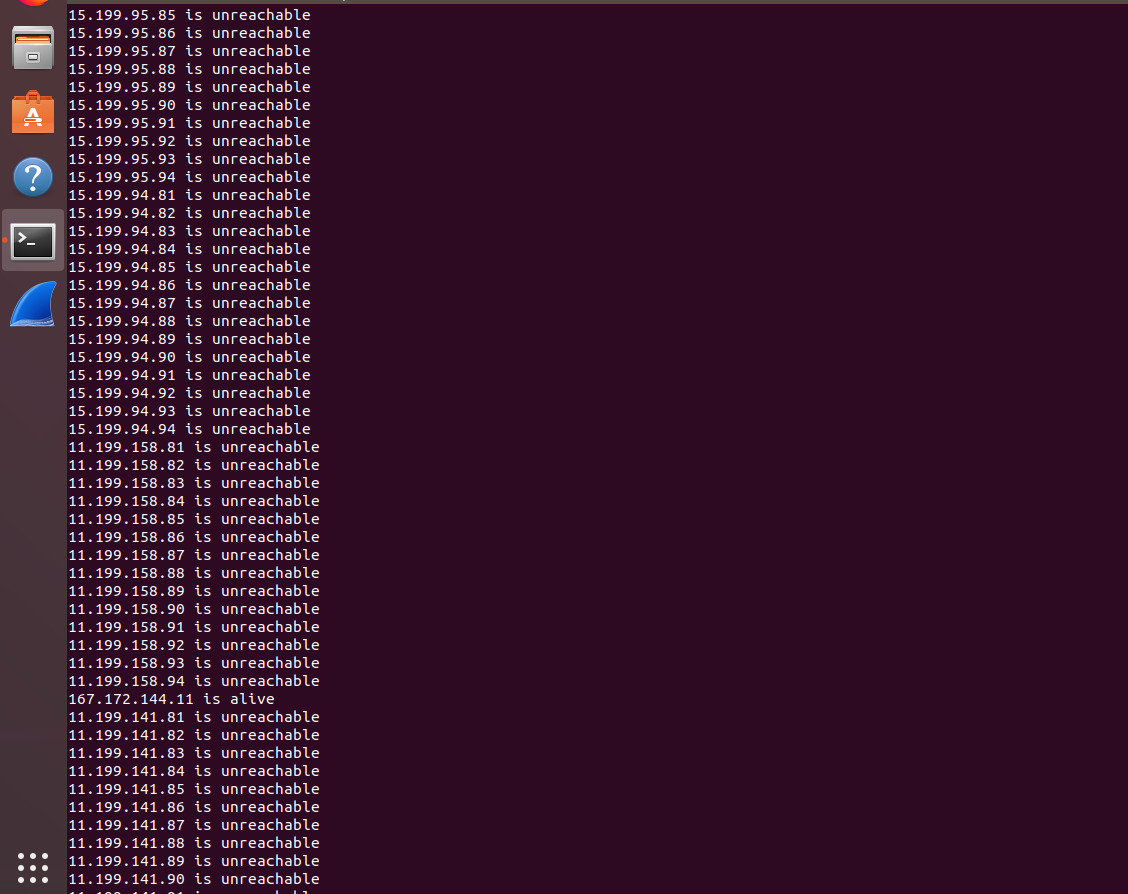 15.199.95.85 is unreachable
15.199.95.86 is unreachable
15.199.95.87 is unreachable
15.199.95.88 is unreachable
15.199.95.89 is unreachable
15.199.95.90 is unreachable
15.199.95.91 is unreachable
15.199.95.92 is unreachable
15.199.95.93 is unreachable
15.199.95.94 is unreachable
15.199.94.81 is unreachable
15.199.94.82 is unreachable
15.199.94.83 is unreachable
15.199.94.84 is unreachable
15.199.94.85 is unreachable
15.199.94.86 is unreachable
15.199.94.87 is unreachable
15.199.94.88 is unreachable
15.199.94.89 is unreachable
15.199.94.90 is unreachable
15.199.94.91 is unreachable
15.199.94.92 is unreachable
15.199.94.93 is unreachable
15.199.94.94 is unreachable
11.199.158.81 is unreachable
11.199.158.82 is unreachable
11.199.158.83 is unreachable
11.199.158.84 is unreachable
11.199.158.85 is unreachable
11.199.158.86 is unreachable
11.199.158.87 is unreachable
11.199.158.88 is unreachable
11.199.158.89 is unreachable
11.199.158.90 is unreachable
11.199.158.91 is unreachable
11.199.158.92 is unreachable
11.199.158.93 is unreachable
11.199.158.94 is unreachable
167.172.144.11 is alive
11.199.141.81 is unreachable
11.199.141.82 is unreachable
11.199.141.83 is unreachable
11.199.141.84 is unreachable
11.199.141.85 is unreachable
11.199.141.86 is unreachable
11.199.141.87 is unreachable
11.199.141.88 is unreachable
11.199.141.89 is unreachable
11.199.141.90 is unreachable